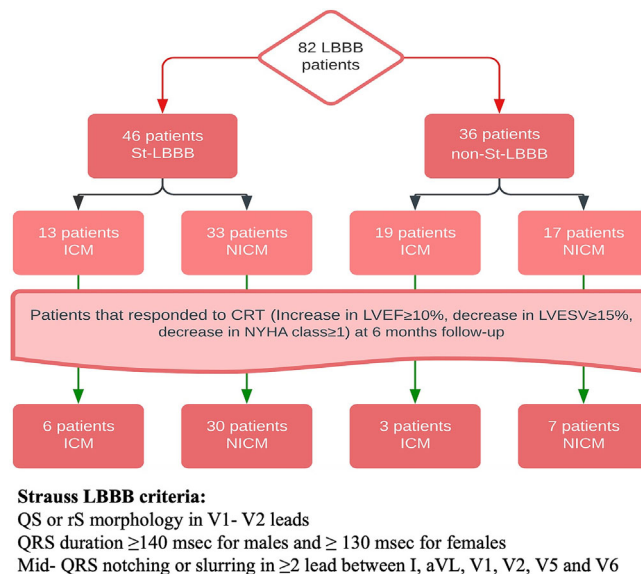 82 LBBB
patients
46 patients
St-LBBB
36 patients
non-St-LBBB
13 patients
ICM
33 patients
NICM
19 patients
ICM
17 patients
NICM
Patients that responded to CRT (Increase in LVEF≥10%, decrease in LVESV≥15%,
decrease in NYHA class≥1) at 6 months follow-up
6 patients
ICM
30 patients
NICM
3 patients
ICM
7 patients
NICM
Strauss LBBB criteria:
QS or rS morphology in V1- V2 leads
QRS duration ≥140 msec for males and ≥ 130 msec for females
Mid- QRS notching or slurring in ≥2 lead between I, aVL, V1, V2, V5 and V6